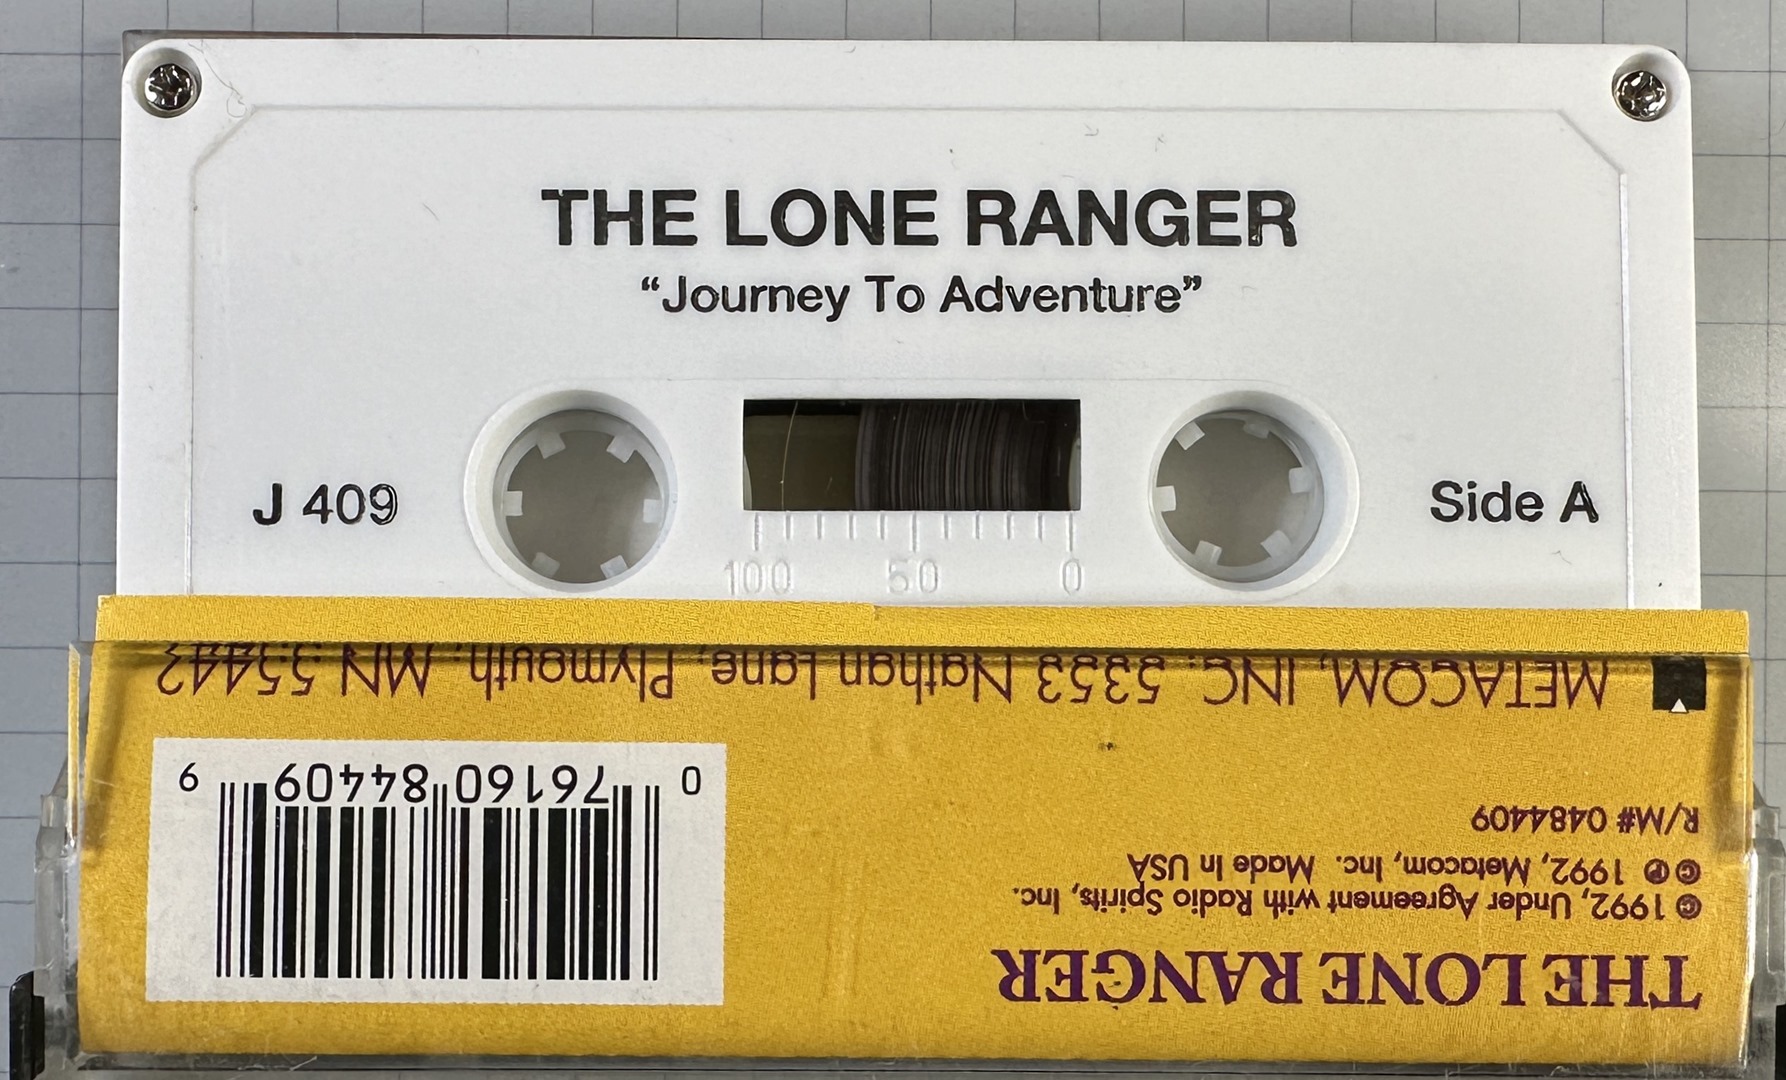 THE LONE RANGER
“Journey To Adventure”
J 409
Side A
100 50 0
THE LONE RANGER
© 1992, Under Agreement with Radio Spirits, Inc.
© ℗ 1992, Metacom, Inc. Made In USA
R/M# 0484409
0 76160 84409 9
METACOM, INC. 5353 Nathan Lane, Plymouth, MN 55442